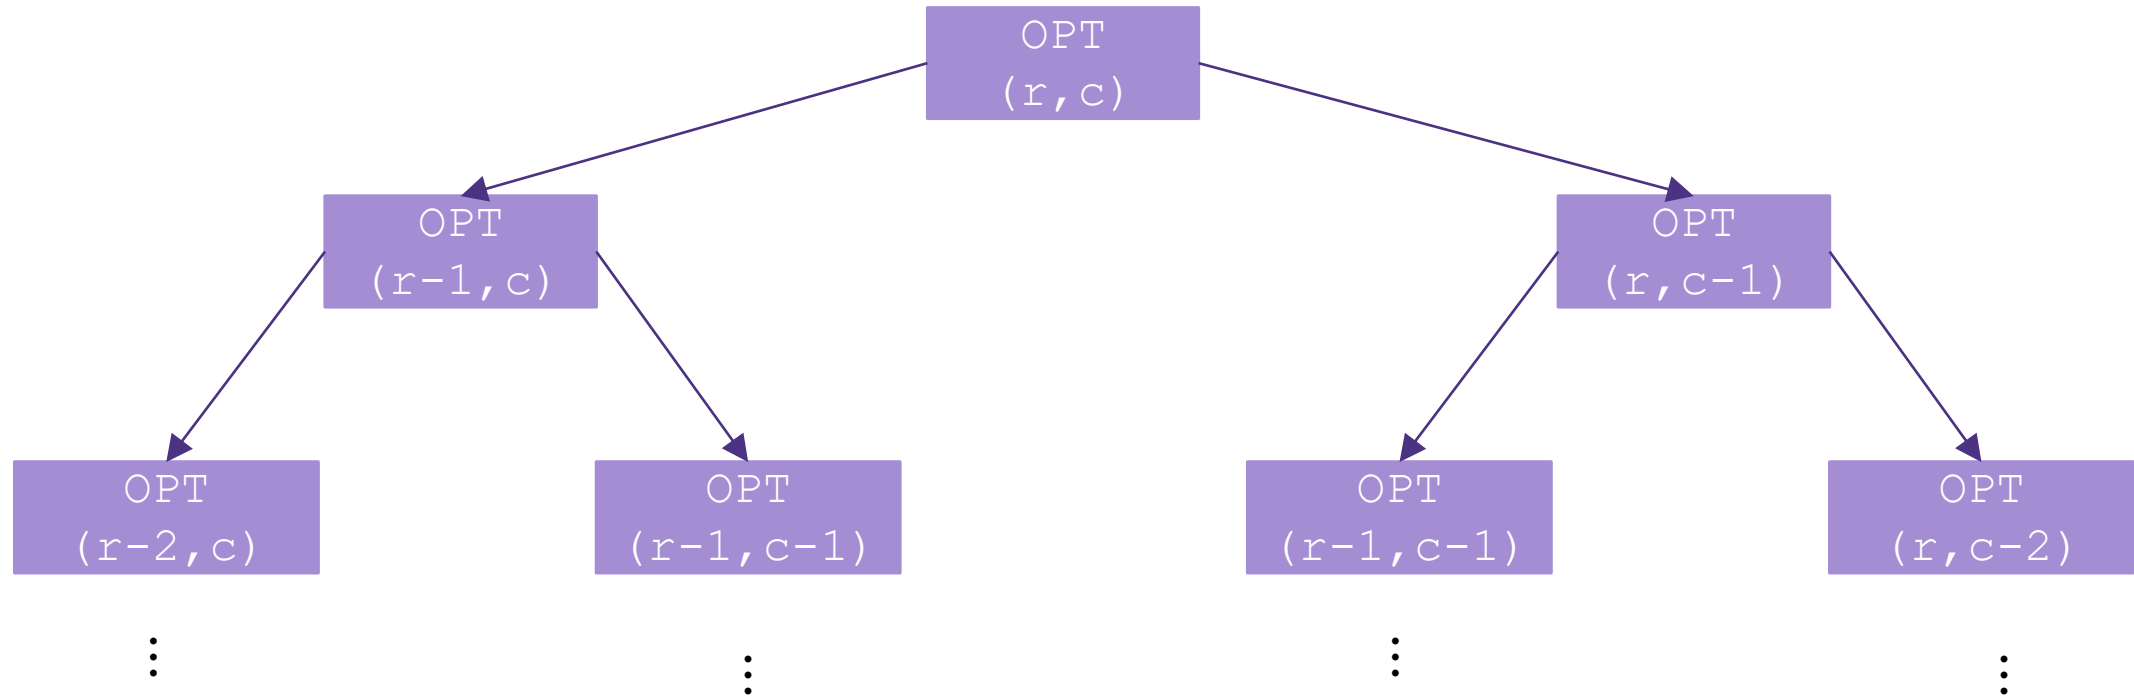 OPT
(r,c)
OPT
(r-1,c)
OPT
(r,c-1)
OPT
(r-2,c)
OPT
(r-1,c-1)
OPT
(r-1,c-1)
OPT
(r,c-2)